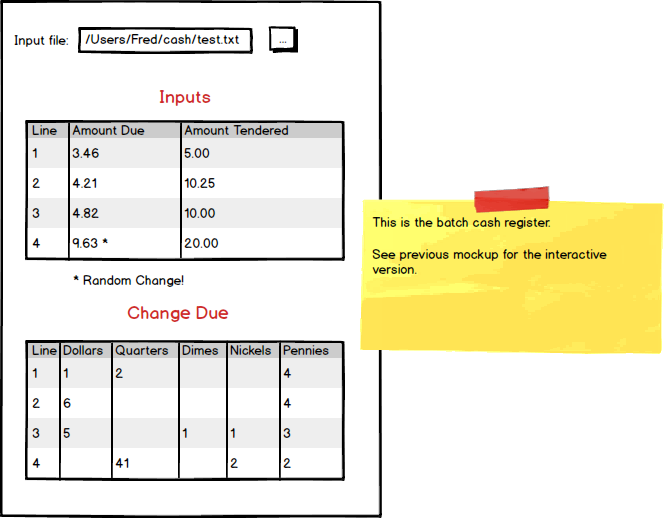 Input file: /Users/Fred/cash/test.txt ...
Inputs
Line Amount Due Amount Tendered
1 3.46 5.00
2 4.21 10.25
3 4.82 10.00
4 9.63 * 20.00
* Random Change!
Change Due
Line Dollars Quarters Dimes Nickels Pennies
1 1 2 4
2 6 4
3 5 1 1 3
4 41 2 2
This is the batch cash register.
See previous mockup for the interactive
version.